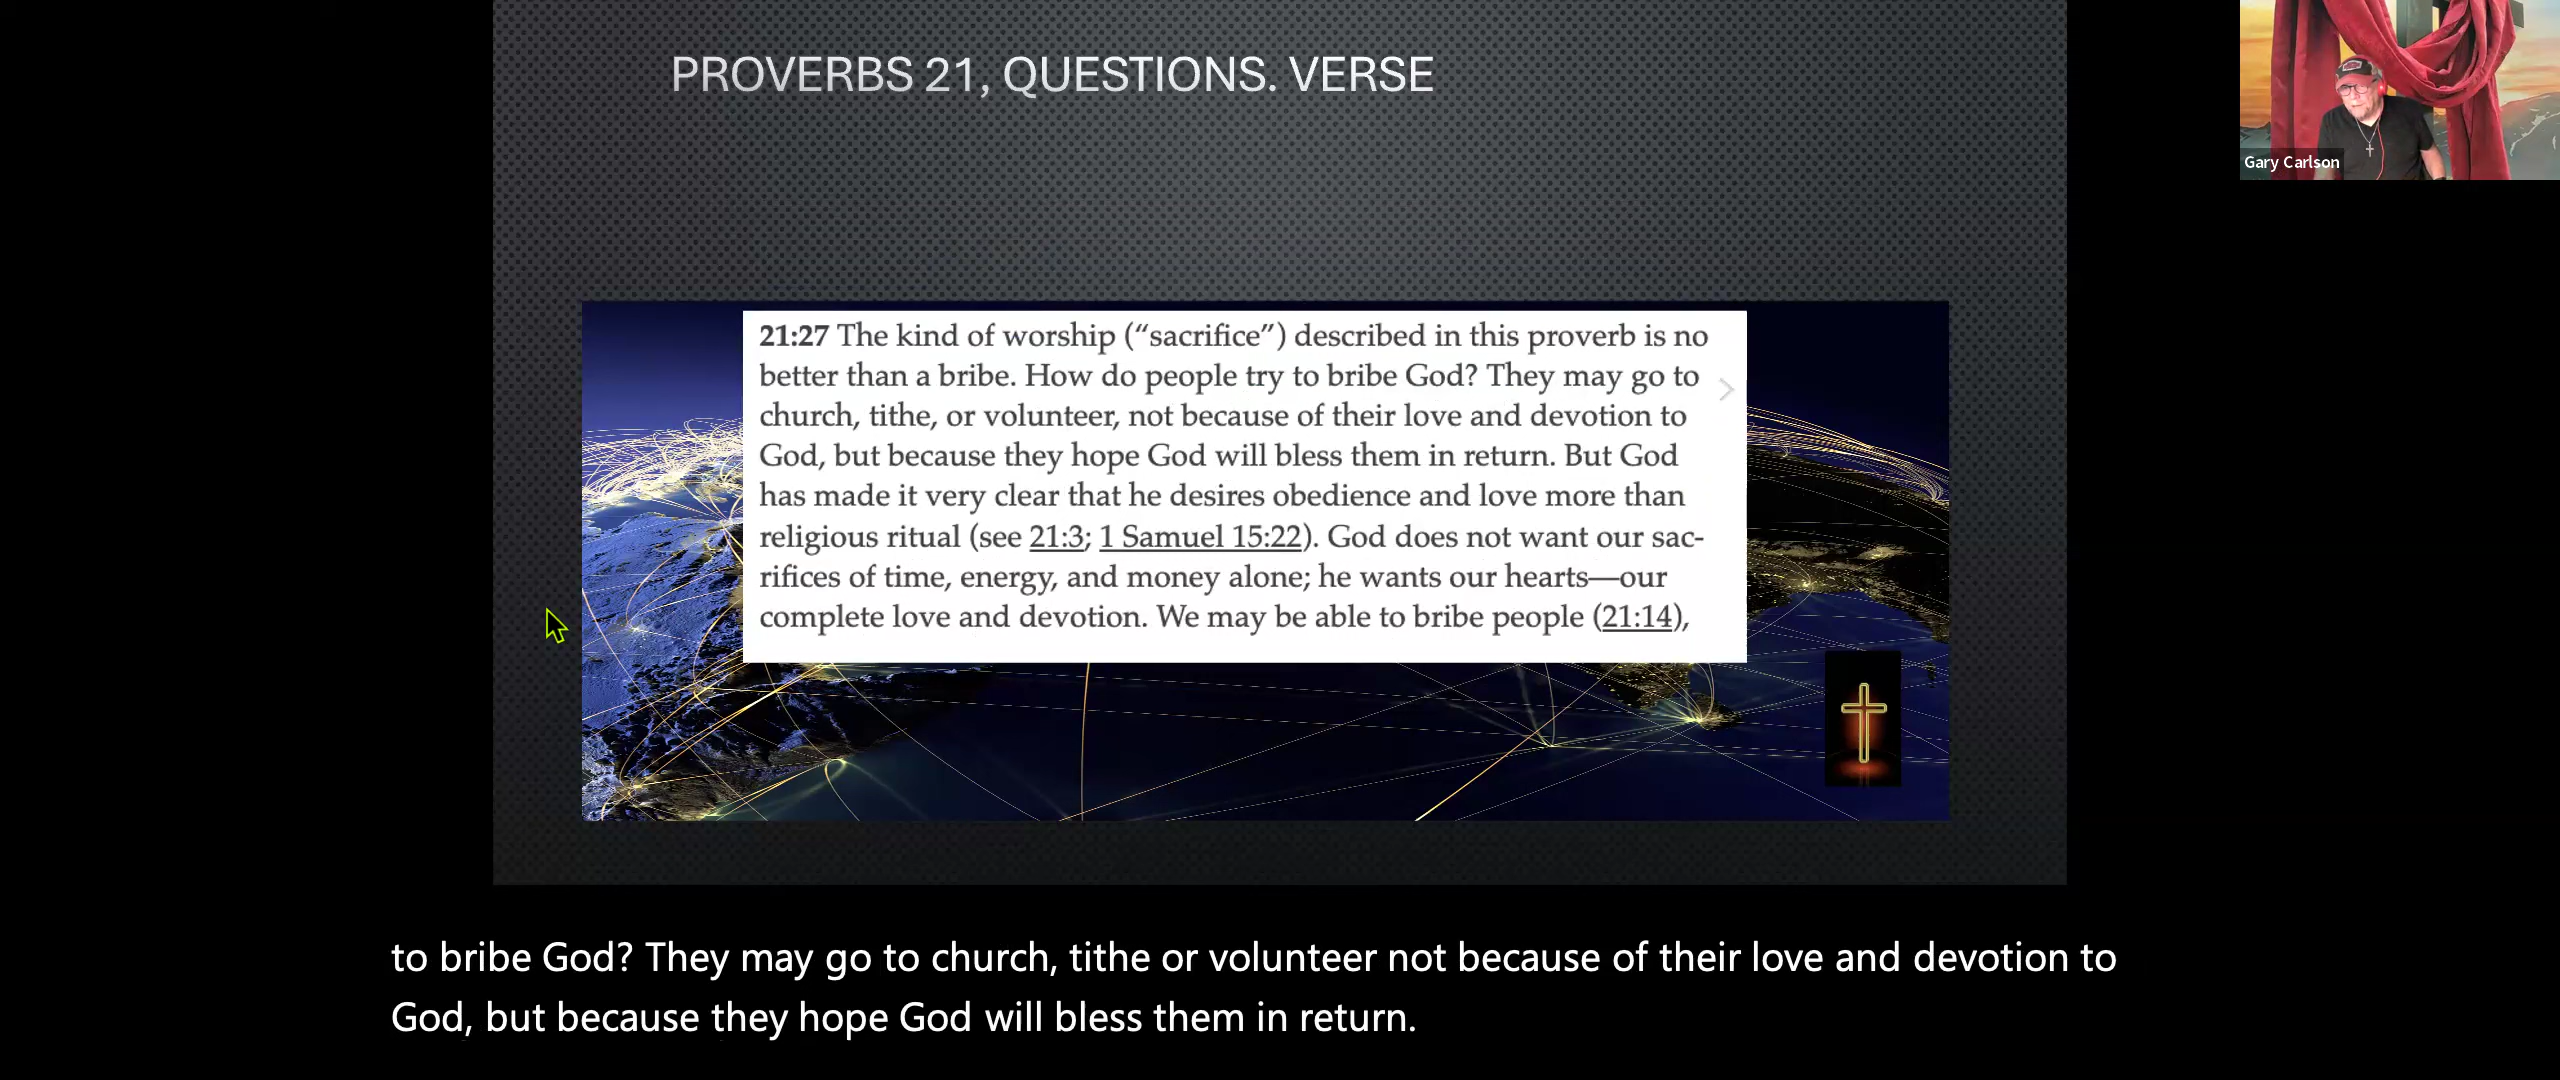 PROVERBS 21, QUESTIONS. VERSE
Gary Carlson
21:27 The kind of worship (“sacrifice”) described in this proverb is no
better than a bribe. How do people try to bribe God? They may go to
church, tithe, or volunteer, not because of their love and devotion to
God, but because they hope God will bless them in return. But God
has made it very clear that he desires obedience and love more than
religious ritual (see 21:3; 1 Samuel 15:22). God does not want our sac-
rifices of time, energy, and money alone; he wants our hearts—our
complete love and devotion. We may be able to bribe people (21:14),
to bribe God? They may go to church, tithe or volunteer not because of their love and devotion to
God, but because they hope God will bless them in return.